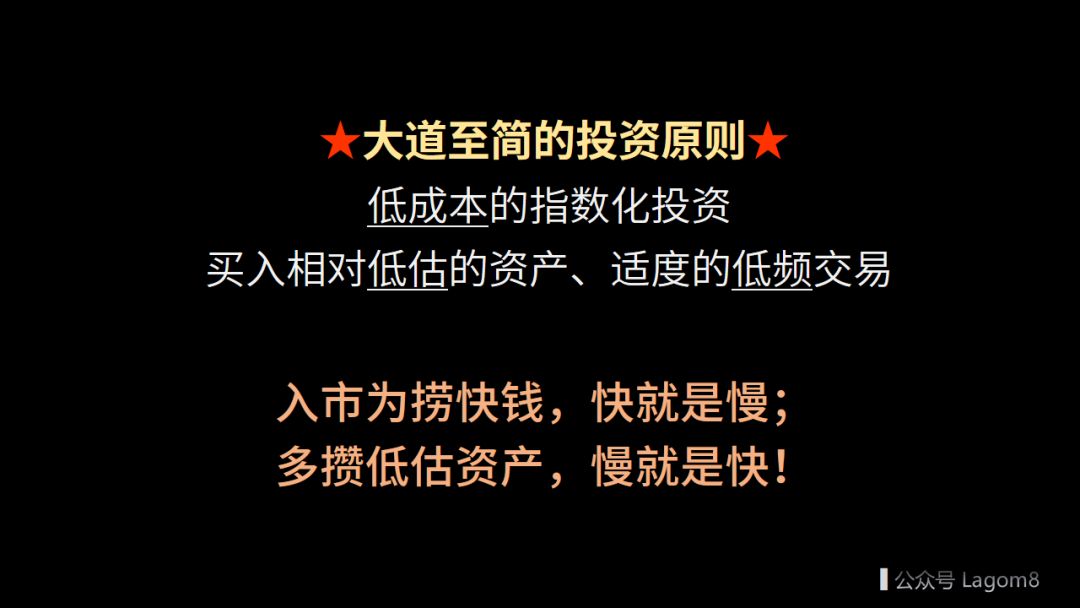 ★大道至简的投资原则★
低成本的指数化投资
买入相对低估的资产、适度的低频交易
入市为捞快钱，快就是慢；
多攒低估资产，慢就是快！
公众号 Lagom8